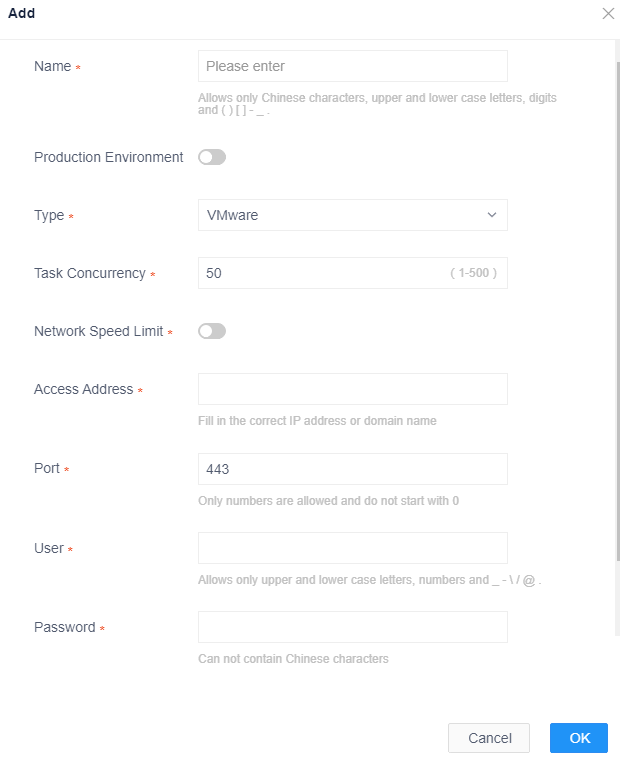 Add
Name *
Please enter
Allows only Chinese characters, upper and lower case letters, digits
and ( ) [ ] - _ .
Production Environment
Type *
VMware
Task Concurrency *
50
( 1-500 )
Network Speed Limit *
Access Address *
Fill in the correct IP address or domain name
Port *
443
Only numbers are allowed and do not start with 0
User *
Allows only upper and lower case letters, numbers and _ - \ / @ .
Password *
Can not contain Chinese characters
Cancel
OK